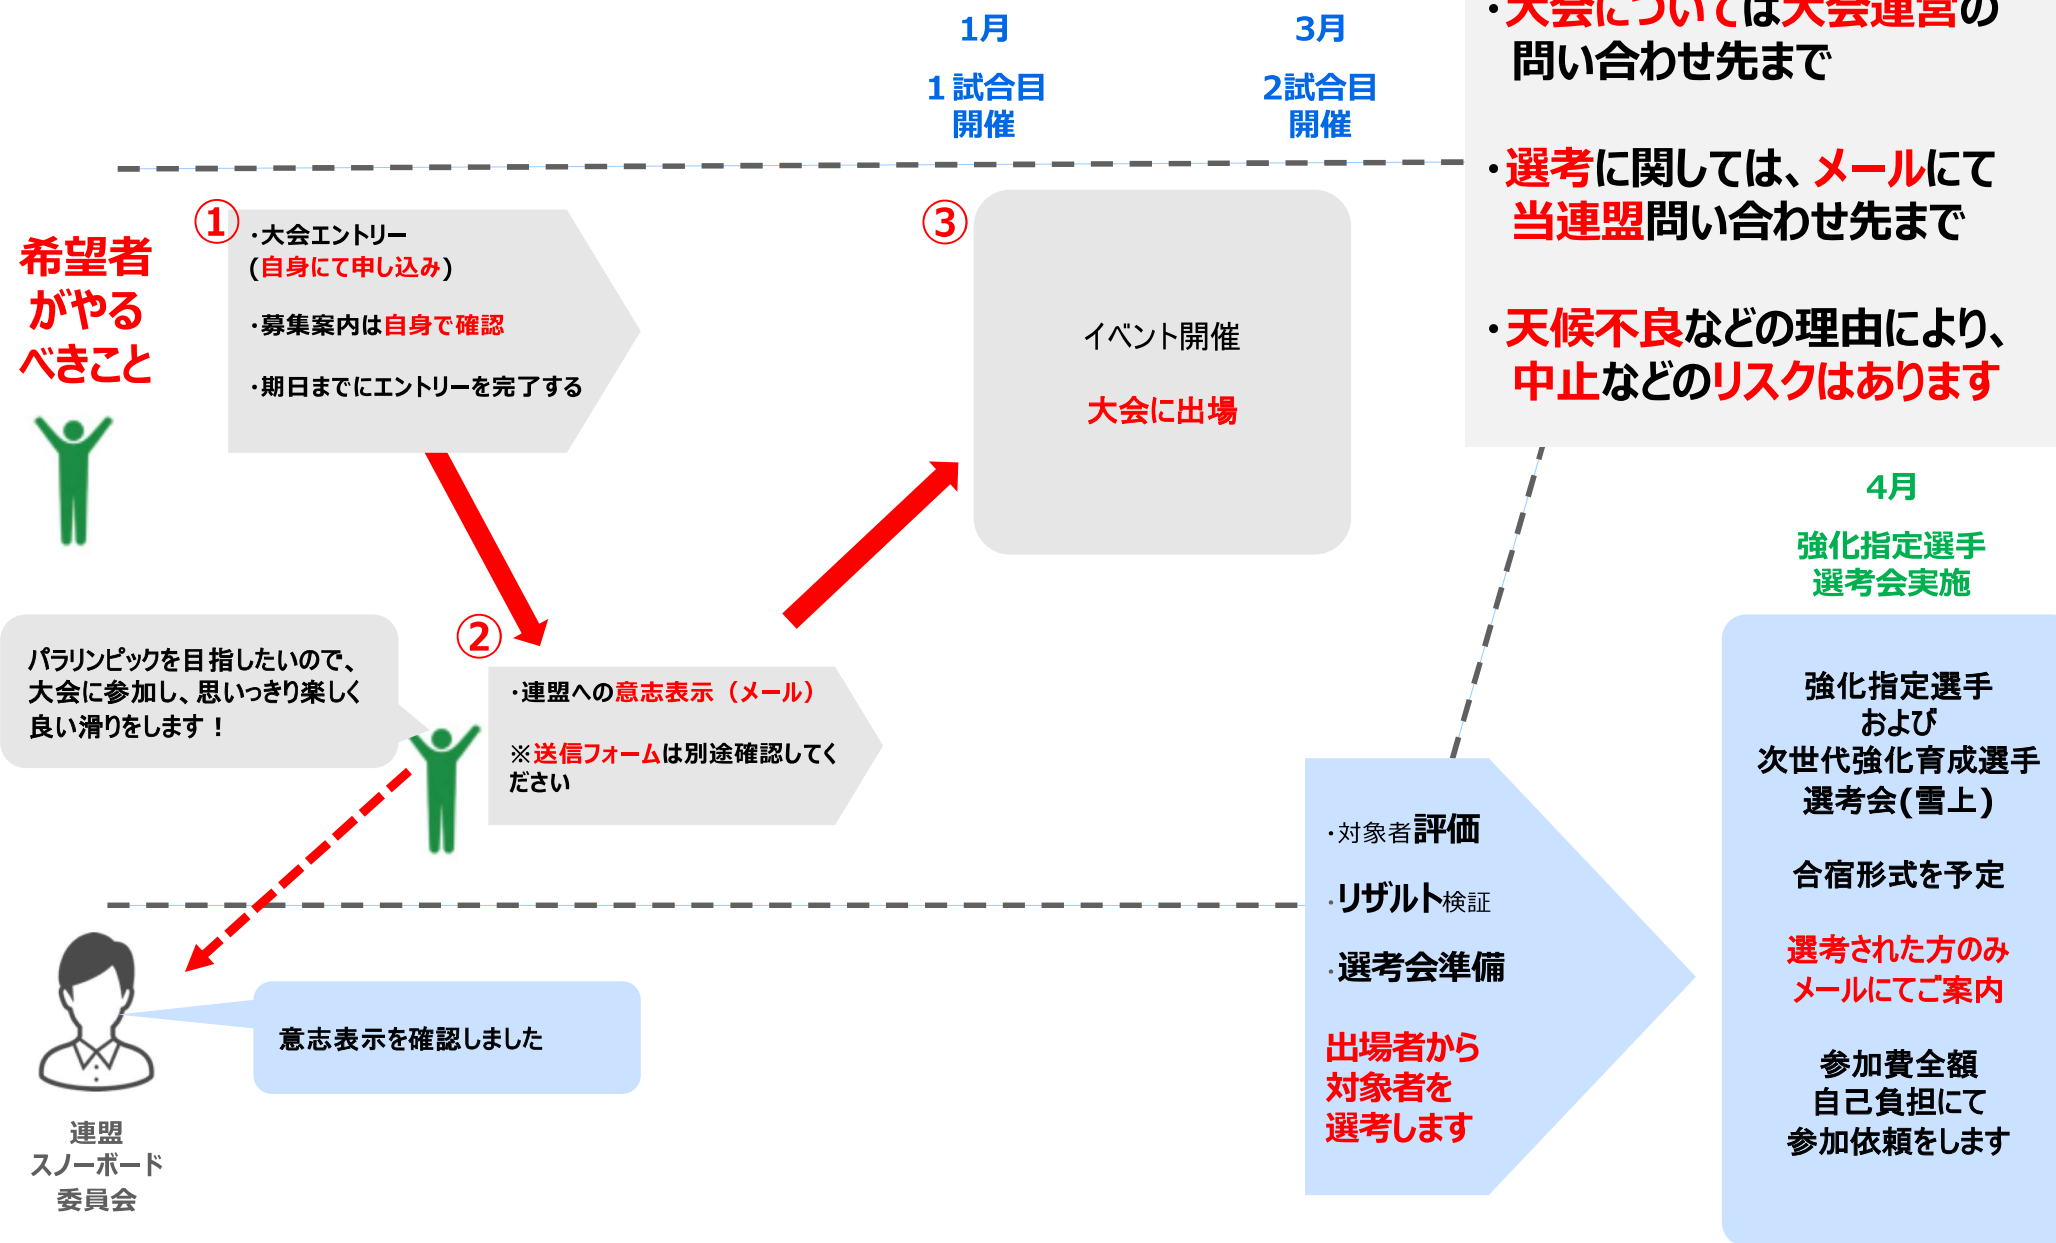 1月
1試合目
開催
3月
2試合目
開催
・大会については大会運営の
問い合わせ先まで
・選考に関しては、メールにて
当連盟問い合わせ先まで
・天候不良などの理由により、
中止などのリスクはあります
希望者
がやる
べきこと
①
・大会エントリー
(自身にて申し込み)
・募集案内は自身で確認
・期日までにエントリーを完了する
③
イベント開催
大会に出場
パラリンピックを目指したいので、
大会に参加し、思いっきり楽しく
良い滑りをします！
②
・連盟への意志表示（メール）
※送信フォームは別途確認してく
ださい
4月
強化指定選手
選考会実施
・対象者評価
・リザルト検証
・選考会準備
出場者から
対象者を
選考します
強化指定選手
および
次世代強化育成選手
選考会(雪上)
合宿形式を予定
選考された方のみ
メールにてご案内
参加費全額
自己負担にて
参加依頼をします
意志表示を確認しました
連盟
スノーボード
委員会